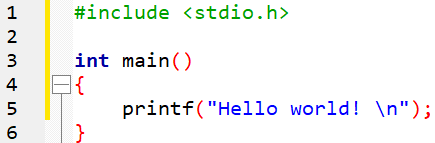 1 #include <stdio.h>
2
3 int main()
4 {
5     printf("Hello world! \n");
6 }